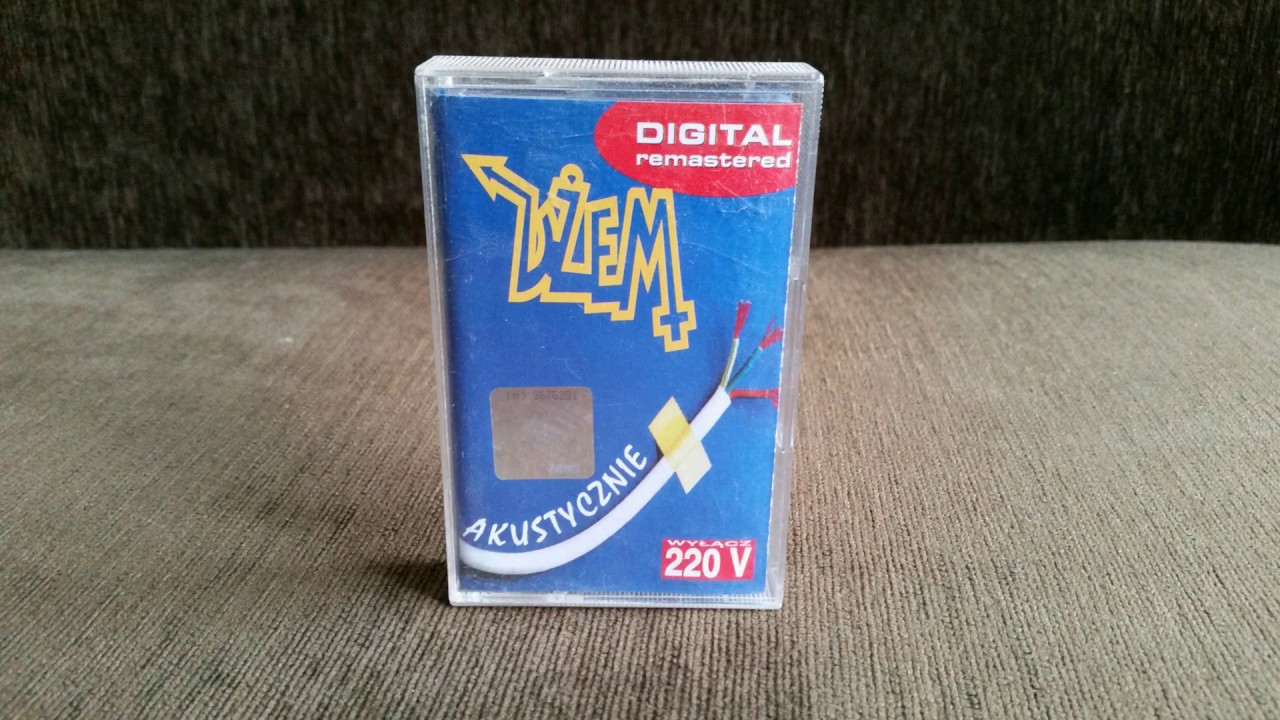 DIGITAL
remastered
DŻEM
AKUSTYCZNIE
WYŁĄCZ
220 V